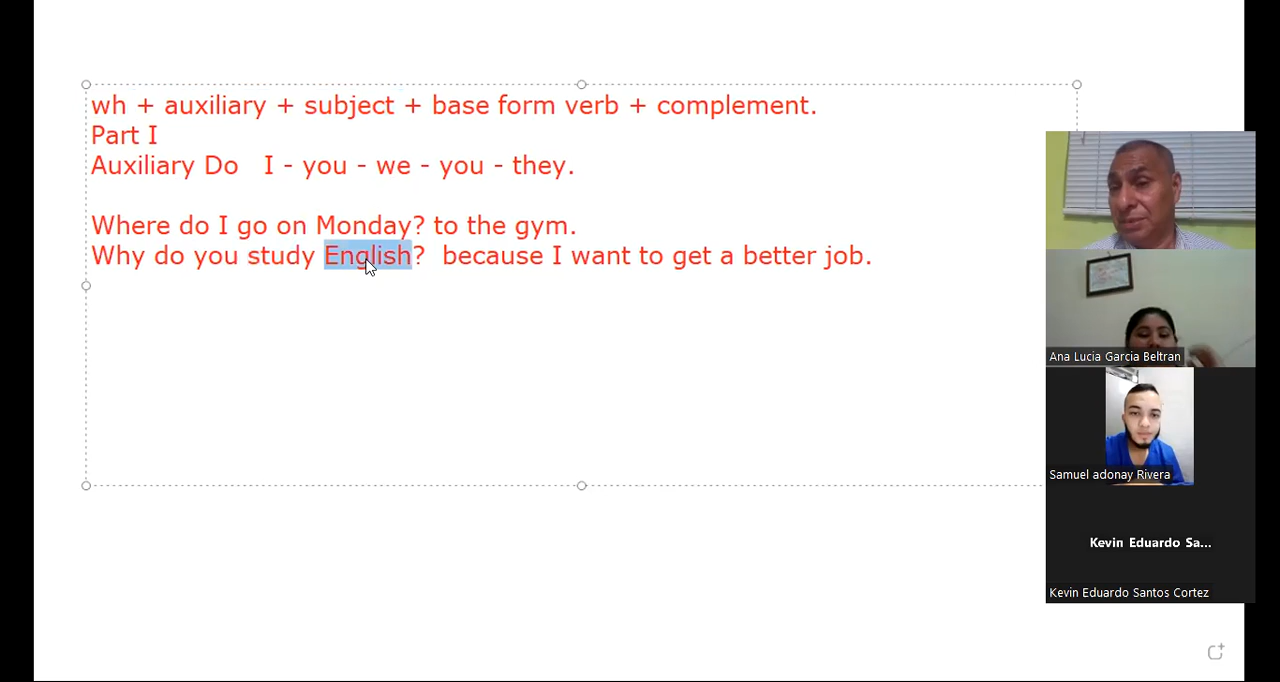 wh + auxiliary + subject + base form verb + complement.
Part I
Auxiliary Do   I - you - we - you - they.
Where do I go on Monday? to the gym.
Why do you study English?  because I want to get a better job.
Ana Lucia Garcia Beltran
Samuel adonay Rivera
Kevin Eduardo Sa...
Kevin Eduardo Santos Cortez